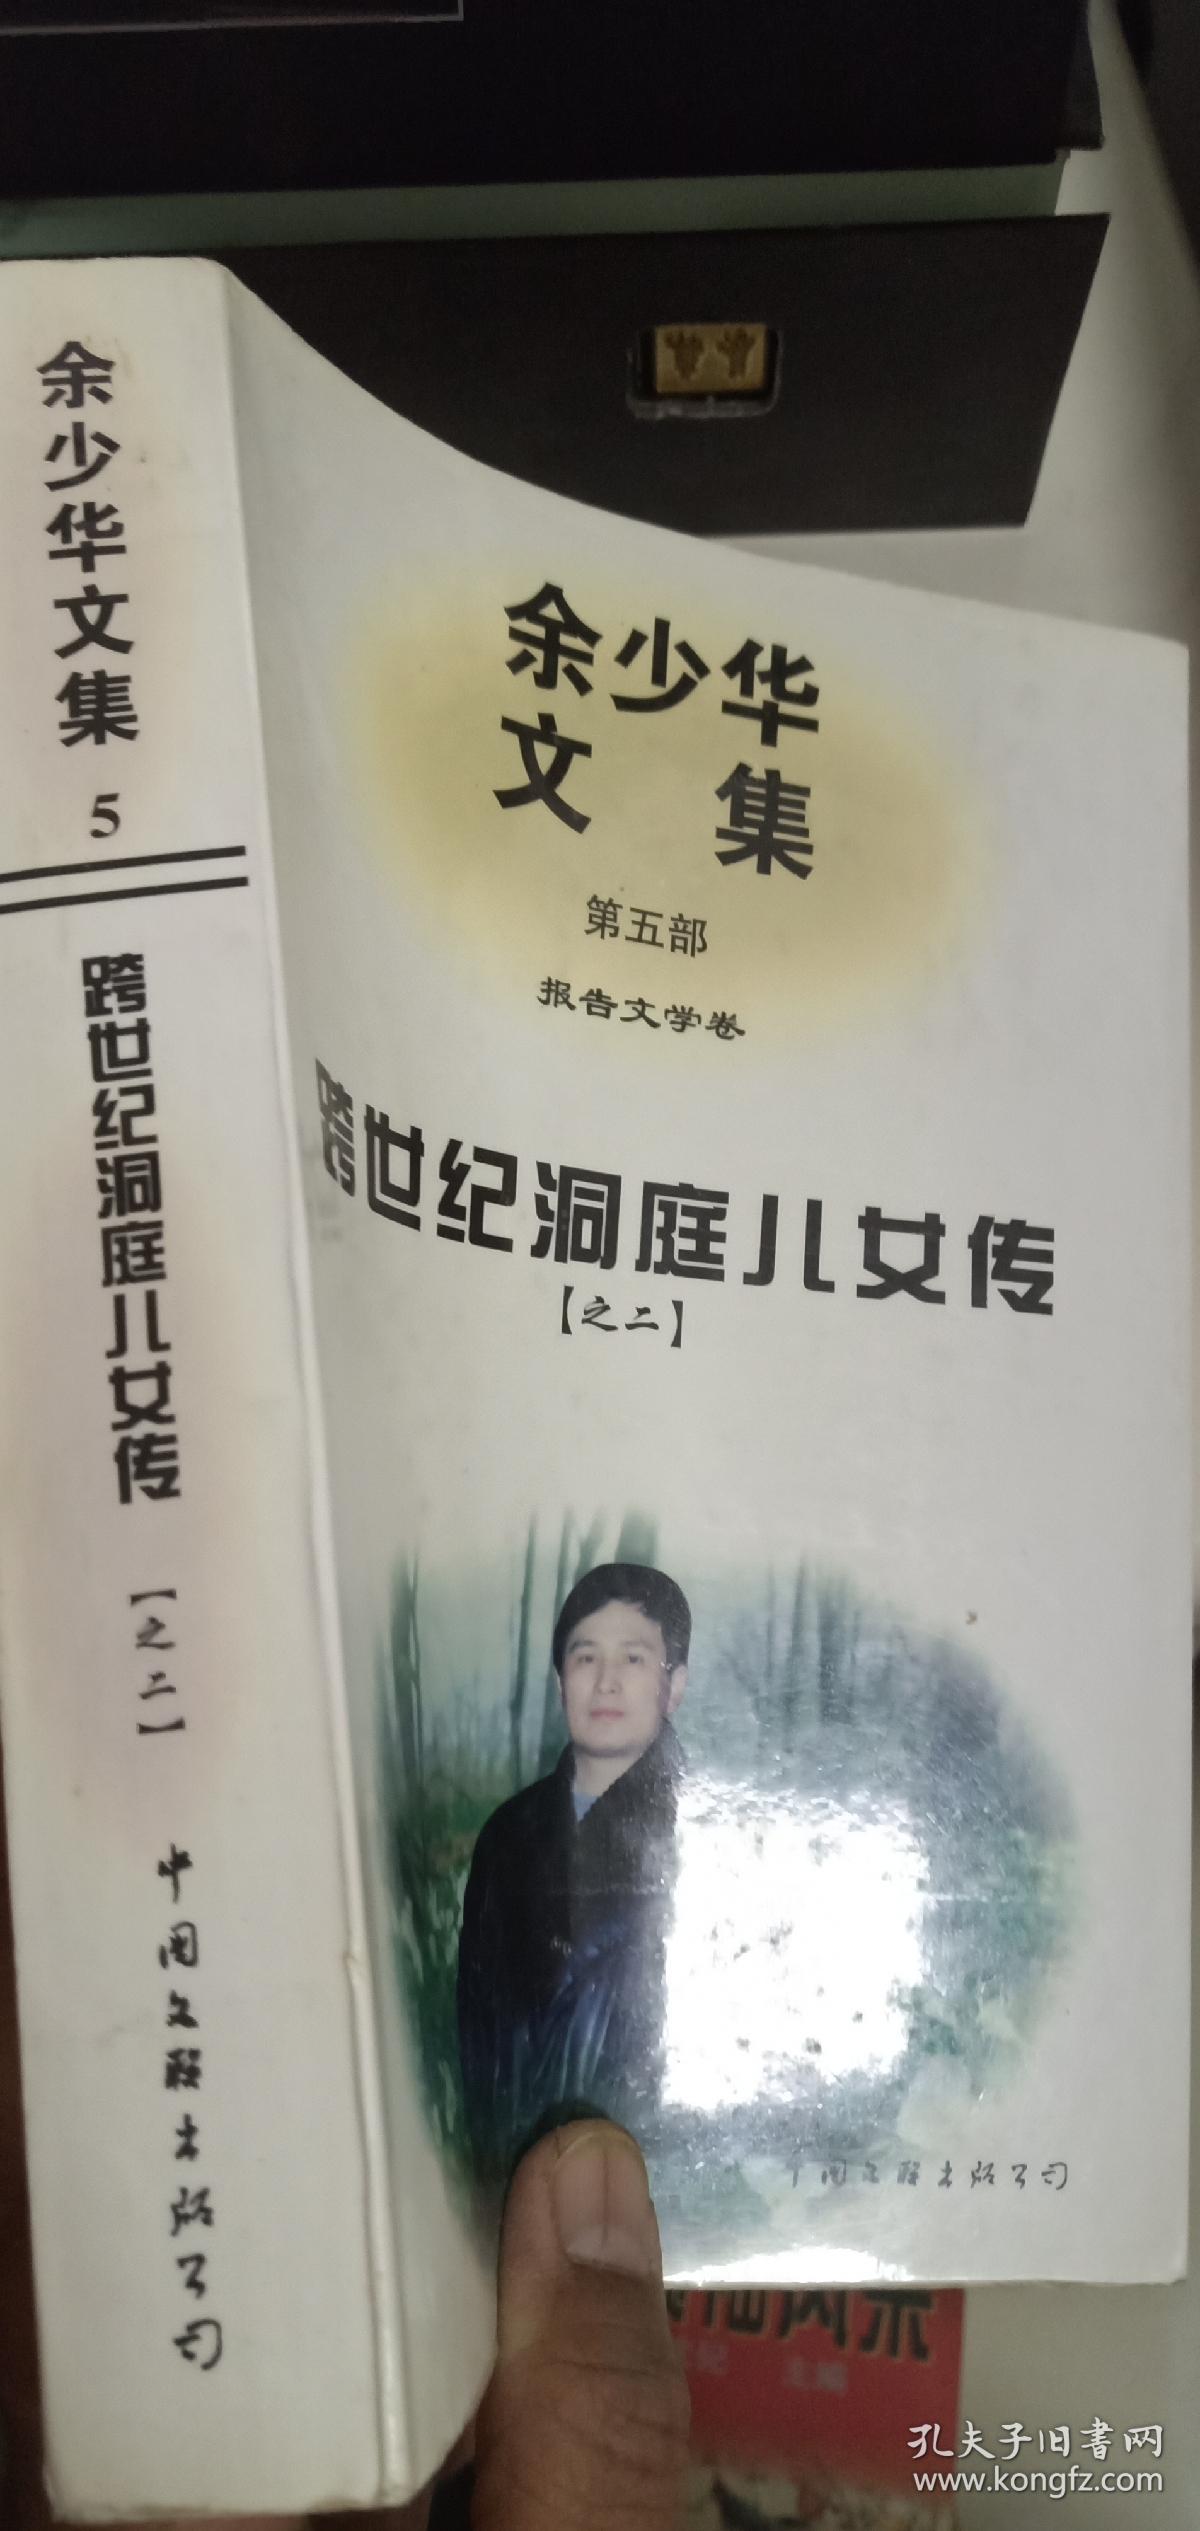 余少华文集 5
跨世纪洞庭儿女传
【之二】
中国文联出版公司
余少华
文集
第五部
报告文学卷
跨世纪洞庭儿女传
【之二】
中国文联出版公司
主编
孔夫子旧书网
www.kongfz.com